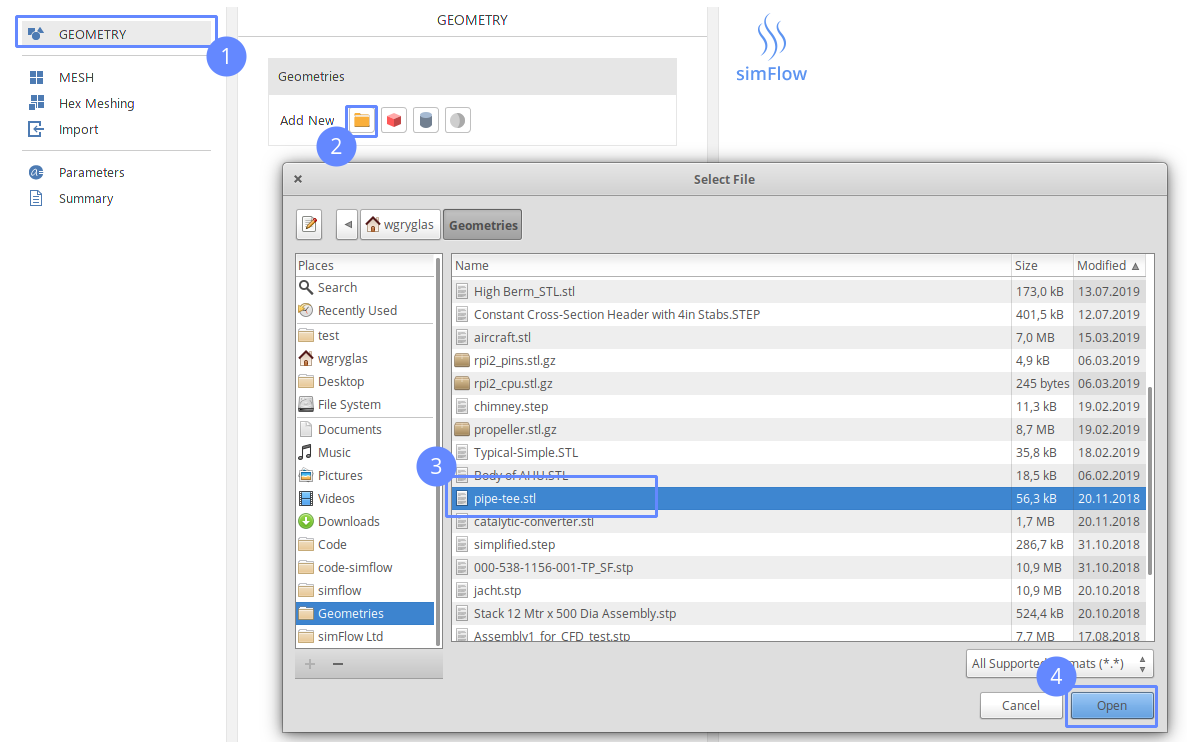 GEOMETRY
1
MESH
Hex Meshing
Import
Parameters
Summary
GEOMETRY
Geometries
Add New
2
simFlow
Select File
wgryglas Geometries
Places
Search
Recently Used
test
wgryglas
Desktop
File System
Documents
Music
Pictures
Videos
Downloads
Code
code-simflow
simflow
Geometries
simFlow Ltd
Name Size Modified
High Berm_STL.stl 173,0 kB 13.07.2019
Constant Cross-Section Header with 4in Stabs.STEP 401,5 kB 12.07.2019
aircraft.stl 7,0 MB 15.03.2019
rpi2_pins.stl.gz 4,9 kB 06.03.2019
rpi2_cpu.stl.gz 245 bytes 06.03.2019
chimney.step 11,3 kB 19.02.2019
propeller.stl.gz 8,7 MB 19.02.2019
Typical-Simple.STL 35,8 kB 18.02.2019
3
Body of AHU.STL 18,5 kB 06.02.2019
pipe-tee.stl 56,3 kB 20.11.2018
catalytic-converter.stl 1,7 MB 20.11.2018
simplified.step 286,7 kB 31.10.2018
000-538-1156-001-TP_SF.stp 10,9 MB 31.10.2018
jacht.stp 10,9 MB 20.10.2018
Stack 12 Mtr x 500 Dia Assembly.stp 524,4 kB 20.10.2018
Assembly1_for_CFD_test.stp 7,7 MB 17.08.2018
All Supported (*.*)
4
Cancel Open